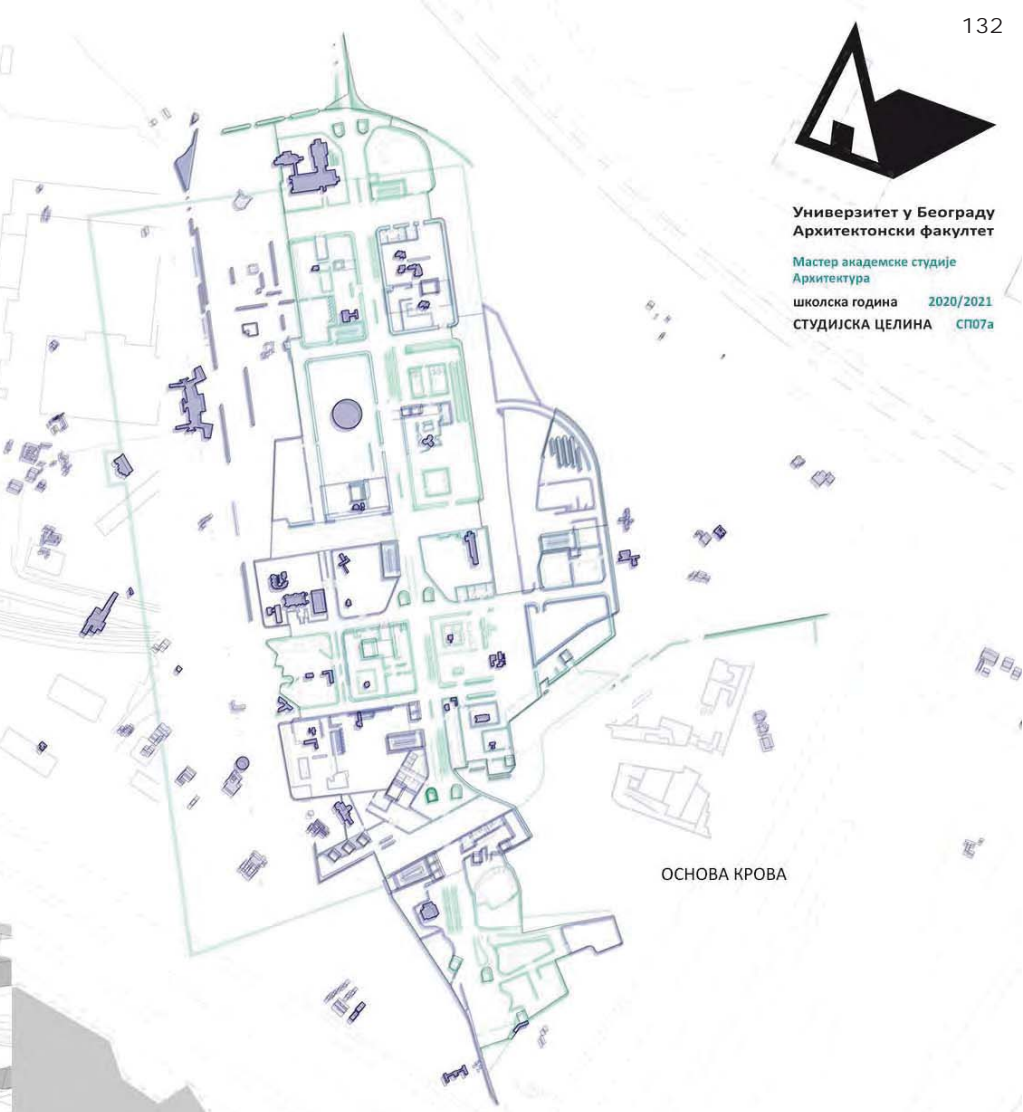 132
Универзитет у Београду
Архитектонски факултет
Мастер академске студије
Архитектура
школска година 2020/2021
СТУДИЈСКА ЦЕЛИНА СП07а
ОСНОВА КРОВА